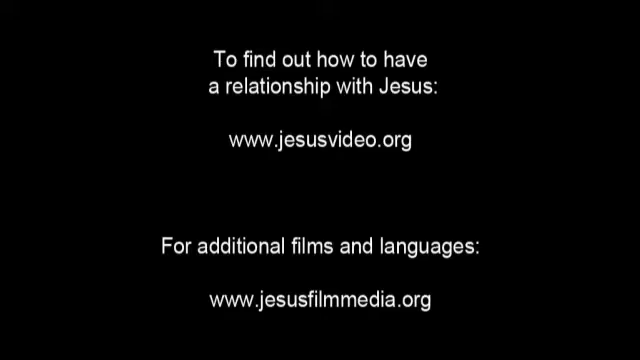 To find out how to have
a relationship with Jesus:
www.jesusvideo.org
For additional films and languages:
www.jesusfilmmedia.org